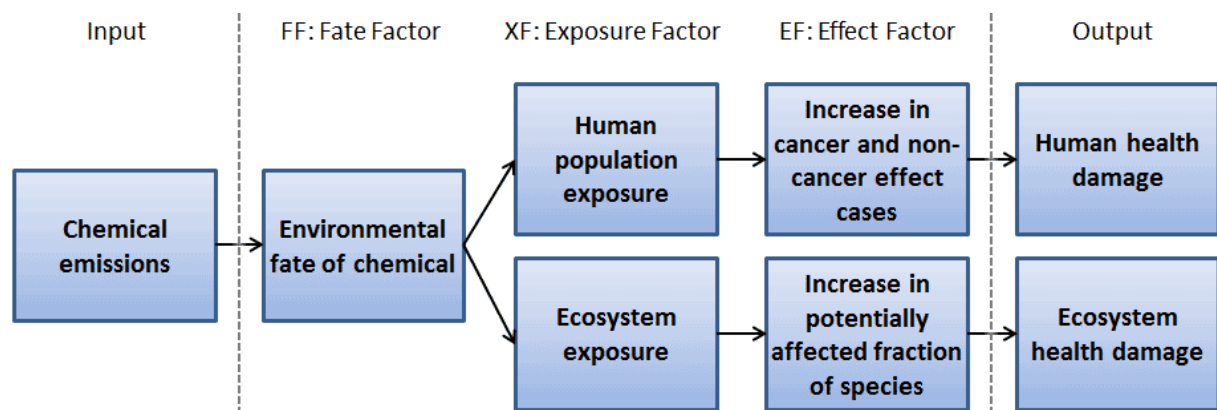 Input
FF: Fate Factor
XF: Exposure Factor
EF: Effect Factor
Output
Chemical
emissions
Environmental
fate of chemical
Human
population
exposure
Increase in
cancer and non-
cancer effect
cases
Human health
damage
Ecosystem
exposure
Increase in
potentially
affected fraction
of species
Ecosystem
health damage